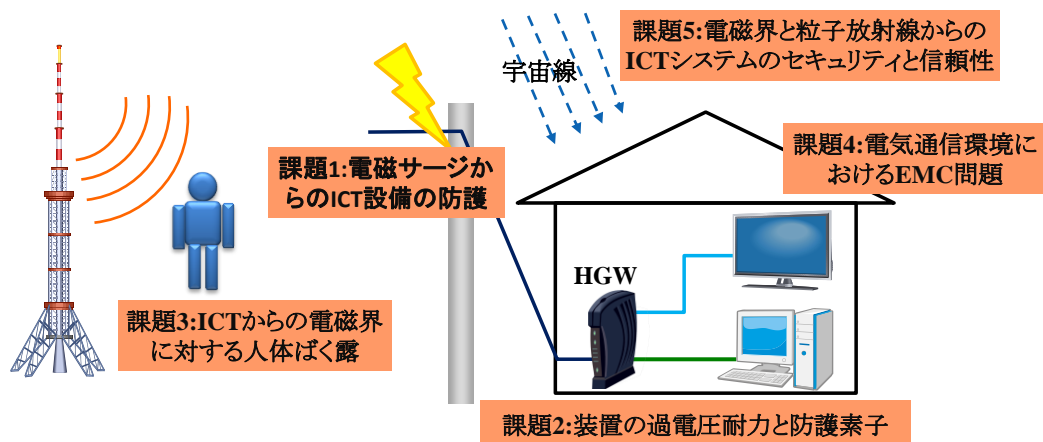 課題5:電磁界と粒子放射線からの
ICTシステムのセキュリティと信頼性
宇宙線
課題4:電気通信環境に
おけるEMC問題
課題1:電磁サージか
らのICT設備の防護
HGW
課題3:ICTからの電磁界
に対する人体ばく露
課題2:装置の過電圧耐力と防護素子